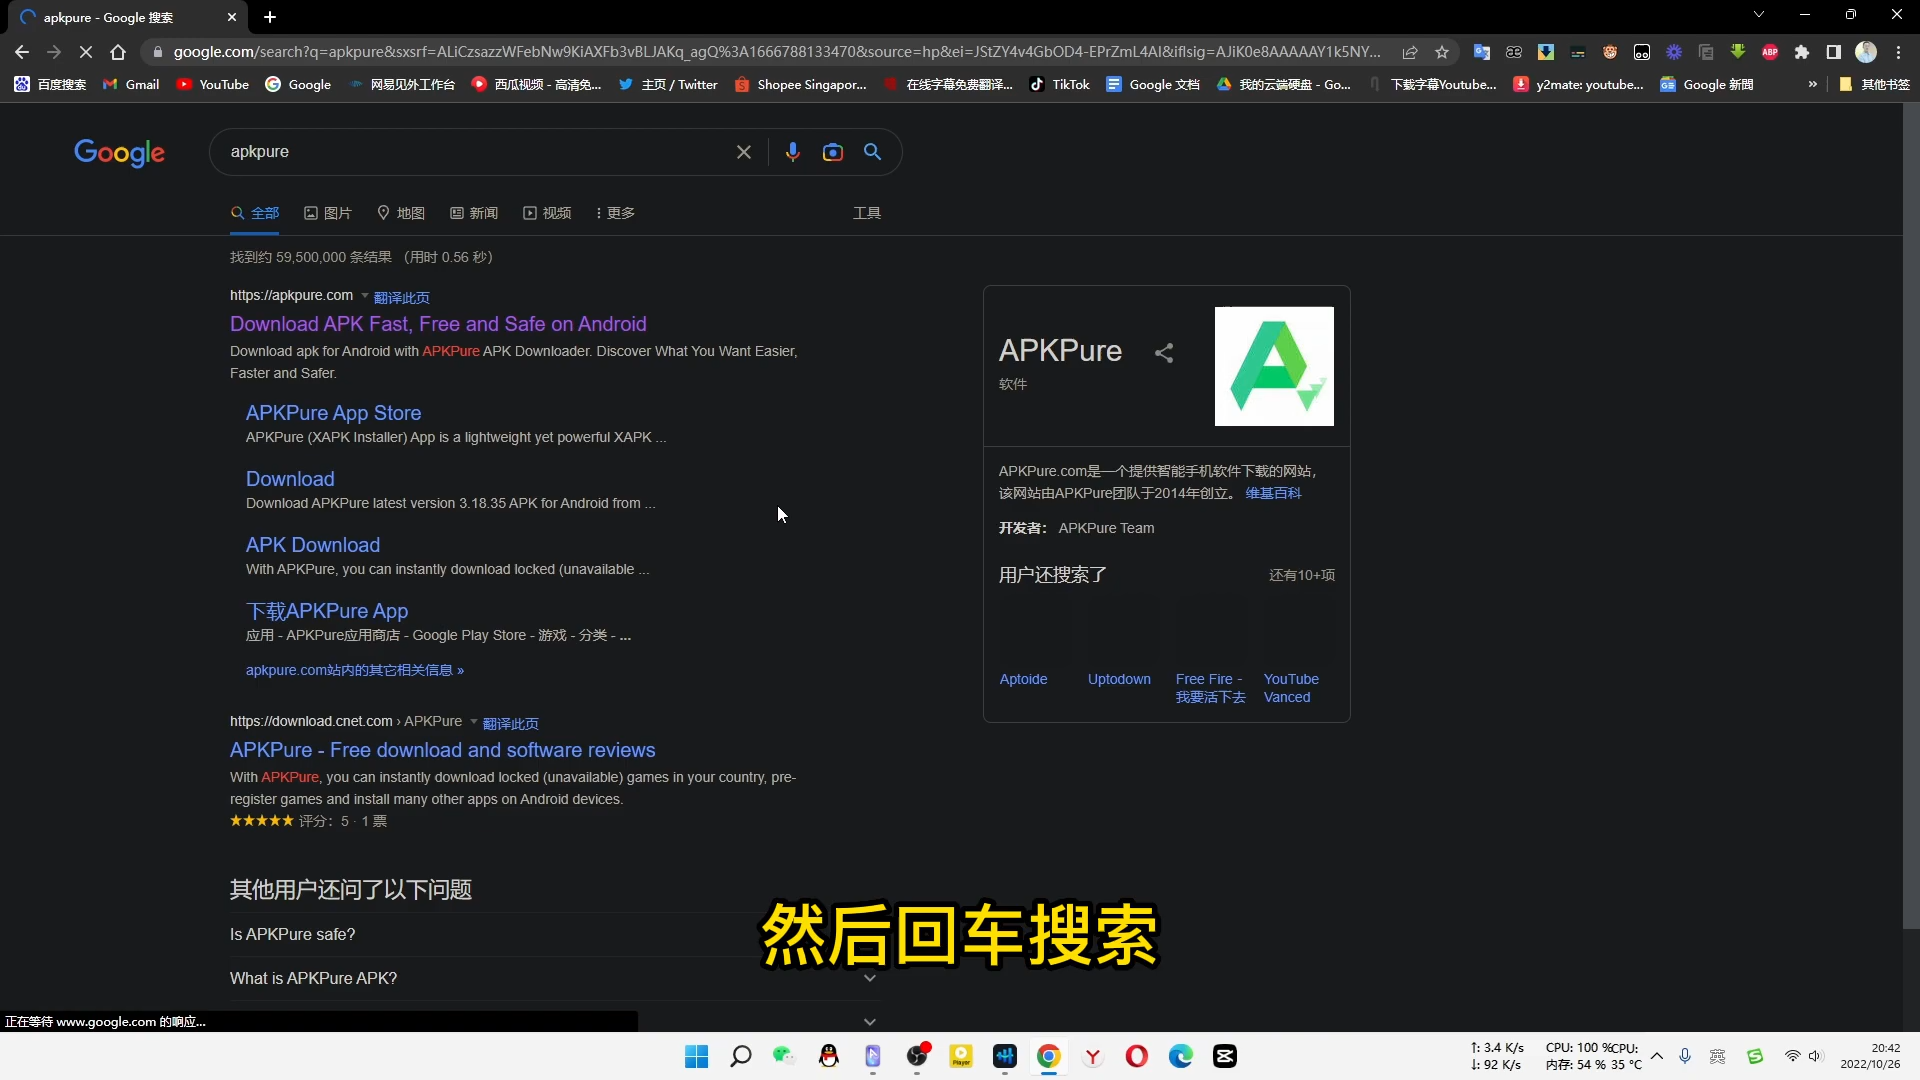 apkpure - Google 搜索
google.com/search?q=apkpure&sxsrf=ALiCzsazzWFebNw9KiAXFb3vBLJAKq_agQ%3A1666788133470&source=hp&ei=JStZY4v4GbOD4-EPrZmL4AI&iflsig=AJiK0e8AAAAAY1k5NY...
百度搜索 Gmail YouTube Google 网易见外工作台 西瓜视频 - 高清免... 主页 / Twitter Shopee Singapor... 在线字幕免费翻译... TikTok Google 文档 我的云端硬盘 - Go... 下载字幕Youtube... y2mate: youtube... Google 新聞 » 其他书签
Google
apkpure
全部 图片 地图 新闻 视频 更多 工具
找到约 59,500,000 条结果 （用时 0.56 秒）
https://apkpure.com 翻译此页
Download APK Fast, Free and Safe on Android
Download apk for Android with APKPure APK Downloader. Discover What You Want Easier,
Faster and Safer.
APKPure App Store
APKPure (XAPK Installer) App is a lightweight yet powerful XAPK ...
Download
Download APKPure latest version 3.18.35 APK for Android from ...
APK Download
With APKPure, you can instantly download locked (unavailable ...
下载APKPure App
应用 - APKPure应用商店 - Google Play Store - 游戏 - 分类 - ...
apkpure.com站内的其它相关信息 »
https://download.cnet.com › APKPure 翻译此页
APKPure - Free download and software reviews
With APKPure, you can instantly download locked (unavailable) games in your country, pre-
register games and install many other apps on Android devices.
★★★★★ 评分：5 · 1 票
其他用户还问了以下问题
Is APKPure safe?
What is APKPure APK?
APKPure
软件
APKPure.com是一个提供智能手机软件下载的网站，
该网站由APKPure团队于2014年创立。 维基百科
开发者： APKPure Team
用户还搜索了 还有10+项
Aptoide Uptodown Free Fire - 我要活下去 YouTube Vanced
然后回车搜索
正在等待 www.google.com 的响应...
ABP
Player
↑: 3.4 K/s CPU: 100 % CPU:
↓: 92 K/s 内存: 54 % 35 °C
英
20:42
2022/10/26